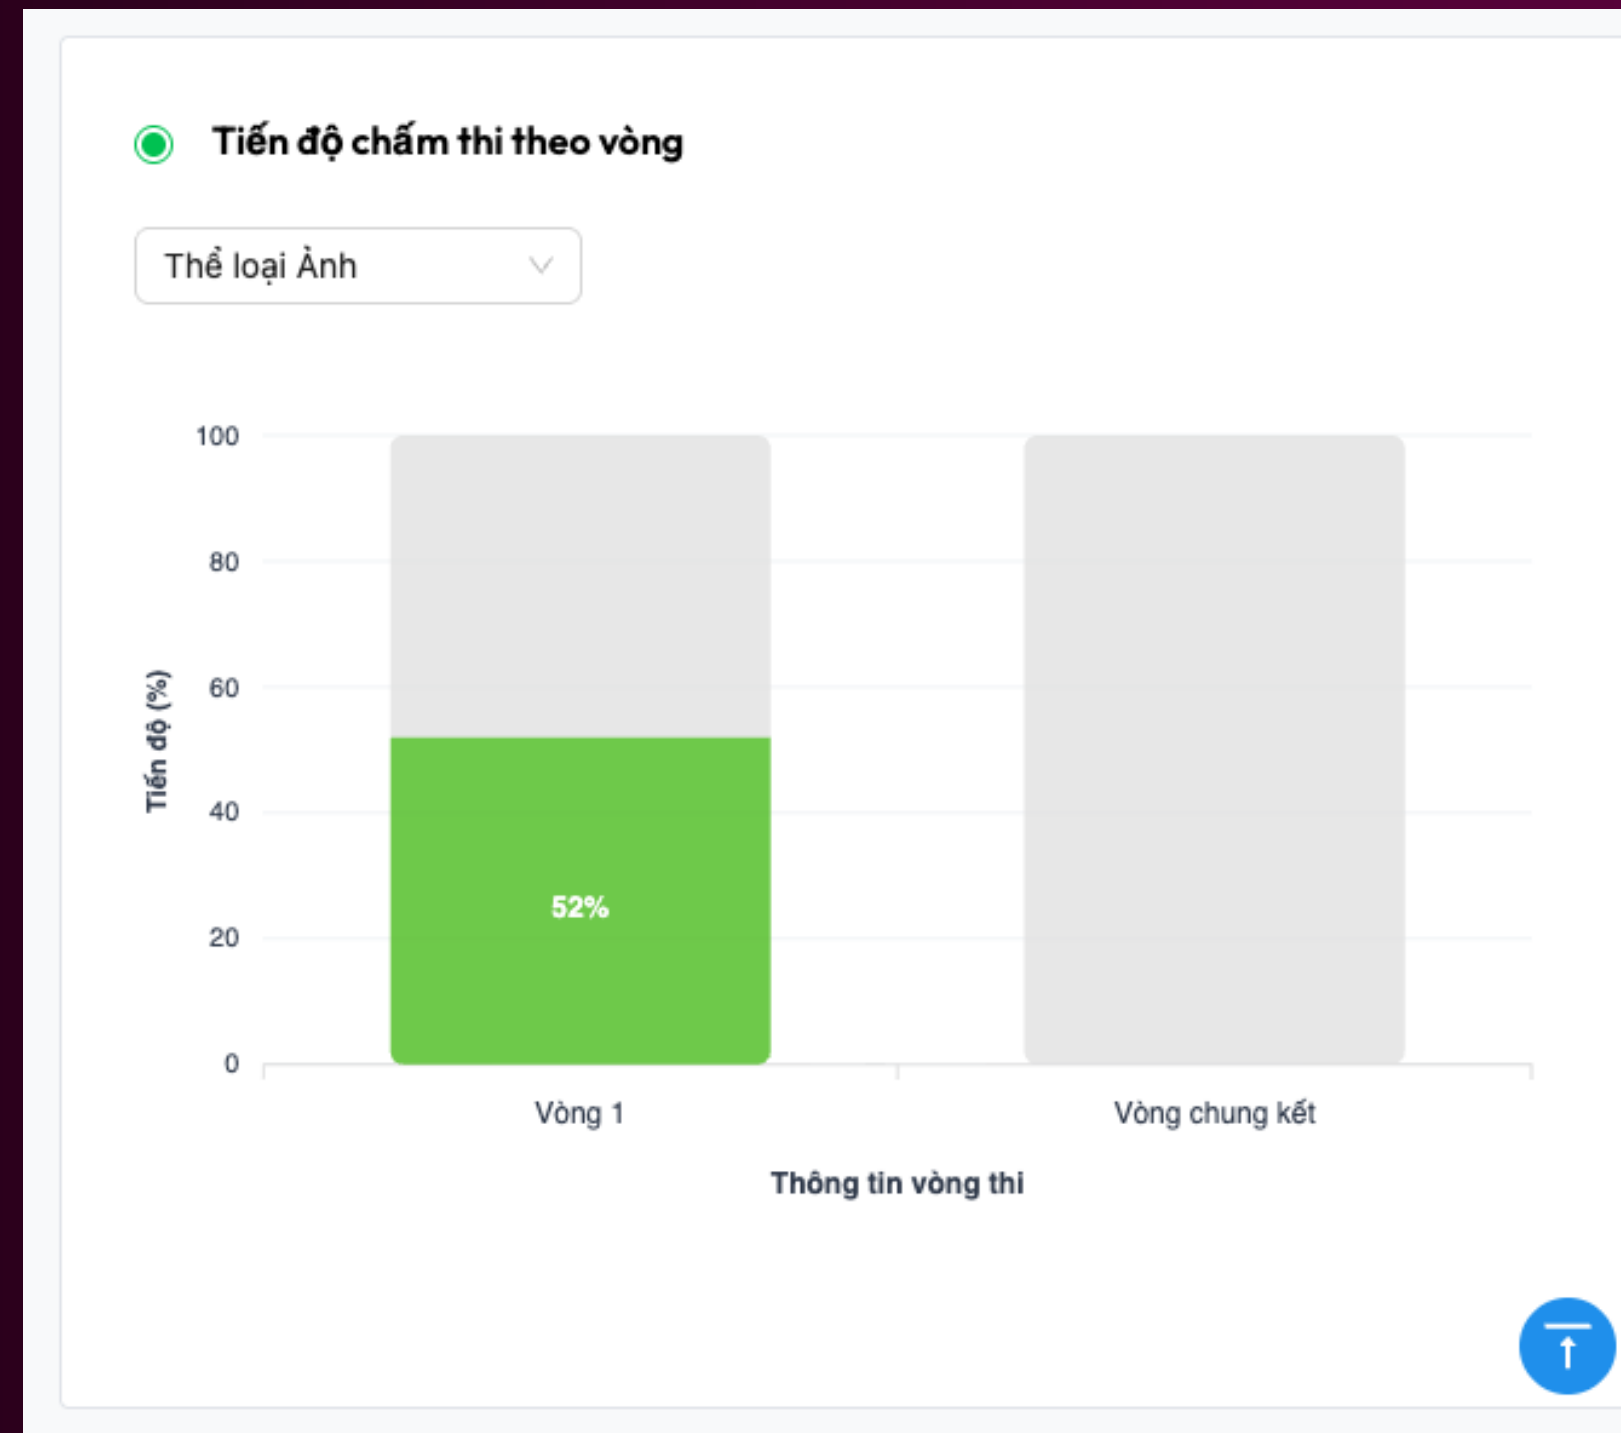 Tiến độ chấm thi theo vòng
Thể loại Ảnh
100
80
60
40
20
0
Tiến độ (%)
52%
Vòng 1
Vòng chung kết
Thông tin vòng thi